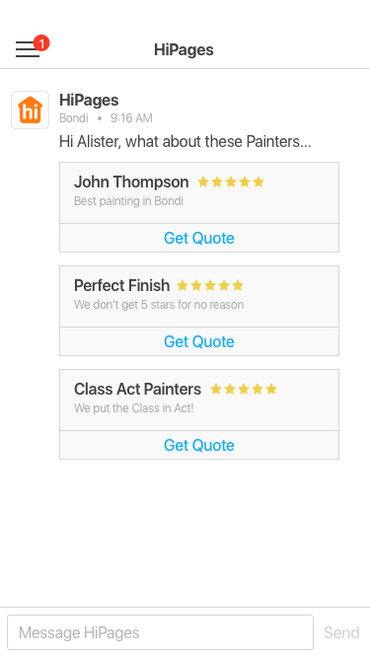 1
HiPages
hi
HiPages
Bondi • 9:16 AM
Hi Alister, what about these Painters...
John Thompson ★★★★★
Best painting in Bondi
Get Quote
Perfect Finish ★★★★★
We don't get 5 stars for no reason
Get Quote
Class Act Painters ★★★★★
We put the Class in Act!
Get Quote
Message HiPages Send